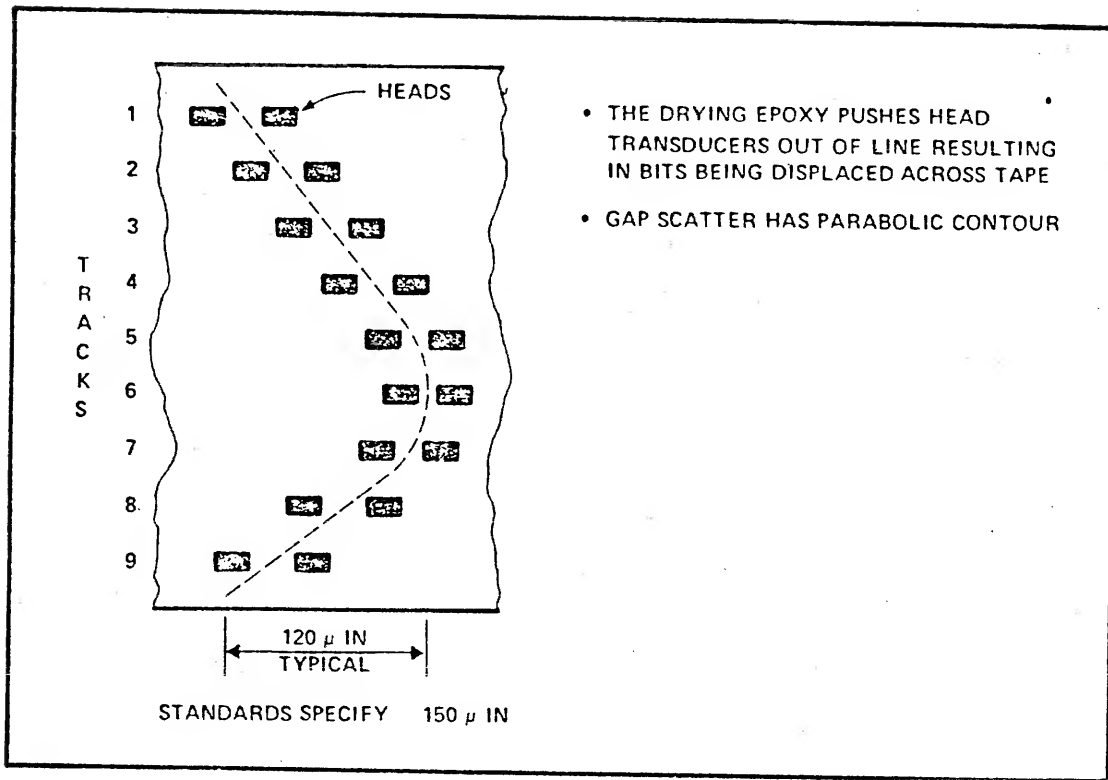 HEADS
1
2
3
4
5
6
7
8
9
TRACKS
• THE DRYING EPOXY PUSHES HEAD
TRANSDUCERS OUT OF LINE RESULTING
IN BITS BEING DISPLACED ACROSS TAPE
• GAP SCATTER HAS PARABOLIC CONTOUR
120 μ IN
TYPICAL
STANDARDS SPECIFY 150 μ IN